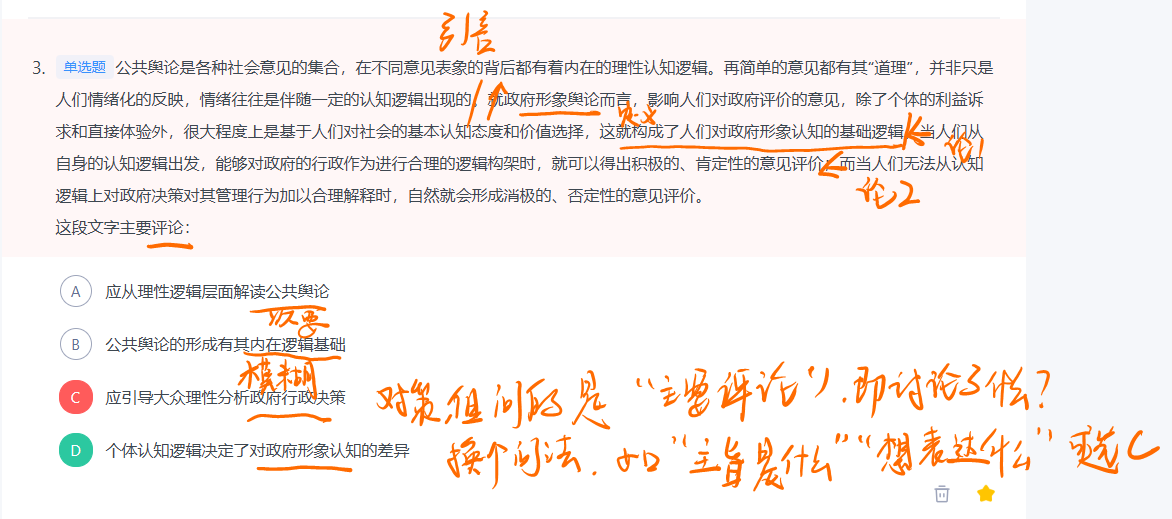 引言
3. 单选题 公共舆论是各种社会意见的集合，在不同意见表象的背后都有着内在的理性认知逻辑。再简单的意见都有其“道理”，并非只是
人们情绪化的反映，情绪往往是伴随一定的认知逻辑出现的。就政府形象舆论而言，影响人们对政府评价的意见，除了个体的利益诉
定义
求和直接体验外，很大程度上是基于人们对社会的基本认知态度和价值选择，这就构成了人们对政府形象认知的基础逻辑。当人们从
论1
自身的认知逻辑出发，能够对政府的行政作为进行合理的逻辑构架时，就可以得出积极的、肯定性的意见评价；而当人们无法从认知
论2
逻辑上对政府决策对其管理行为加以合理解释时，自然就会形成消极的、否定性的意见评价。
这段文字主要评论：
A 应从理性逻辑层面解读公共舆论
B 公共舆论的形成有其内在逻辑基础
模糊
C 应引导大众理性分析政府行政决策
对策，但问的是“主要评论”，即讨论了什么？
D 个体认知逻辑决定了对政府形象认知的差异
换个问法，如“主旨是什么”“想表达什么”更选C